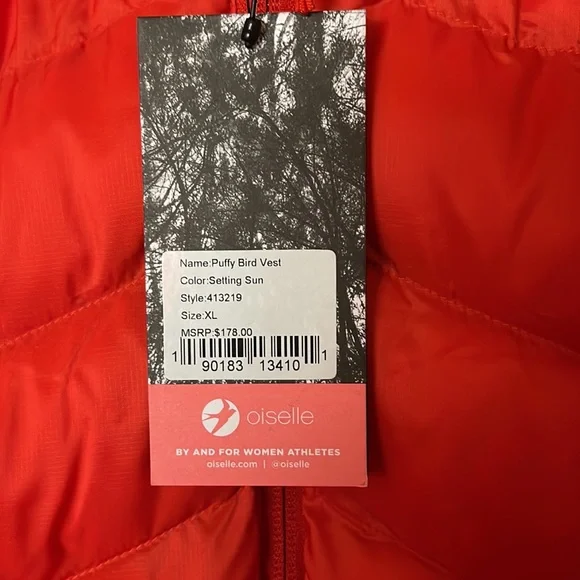 Name:Puffy Bird Vest
Color:Setting Sun
Style:413219
Size:XL
MSRP:$178.00
1 90183 13410 1
oiselle
BY AND FOR WOMEN ATHLETES
oiselle.com | @oiselle